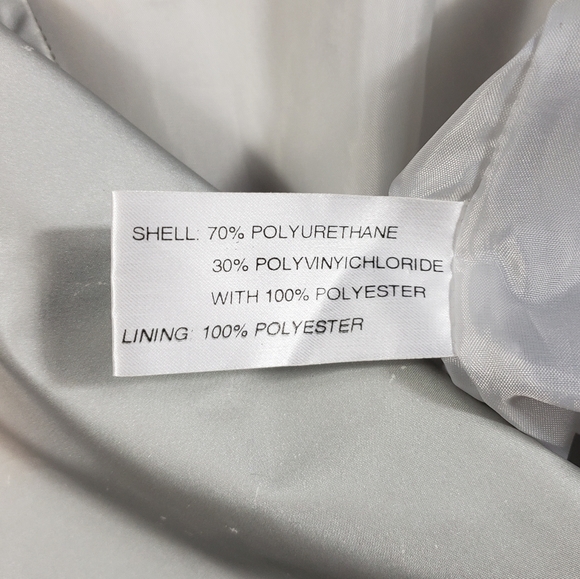 SHELL: 70% POLYURETHANE
30% POLYVINYICHLORIDE
WITH 100% POLYESTER
LINING: 100% POLYESTER